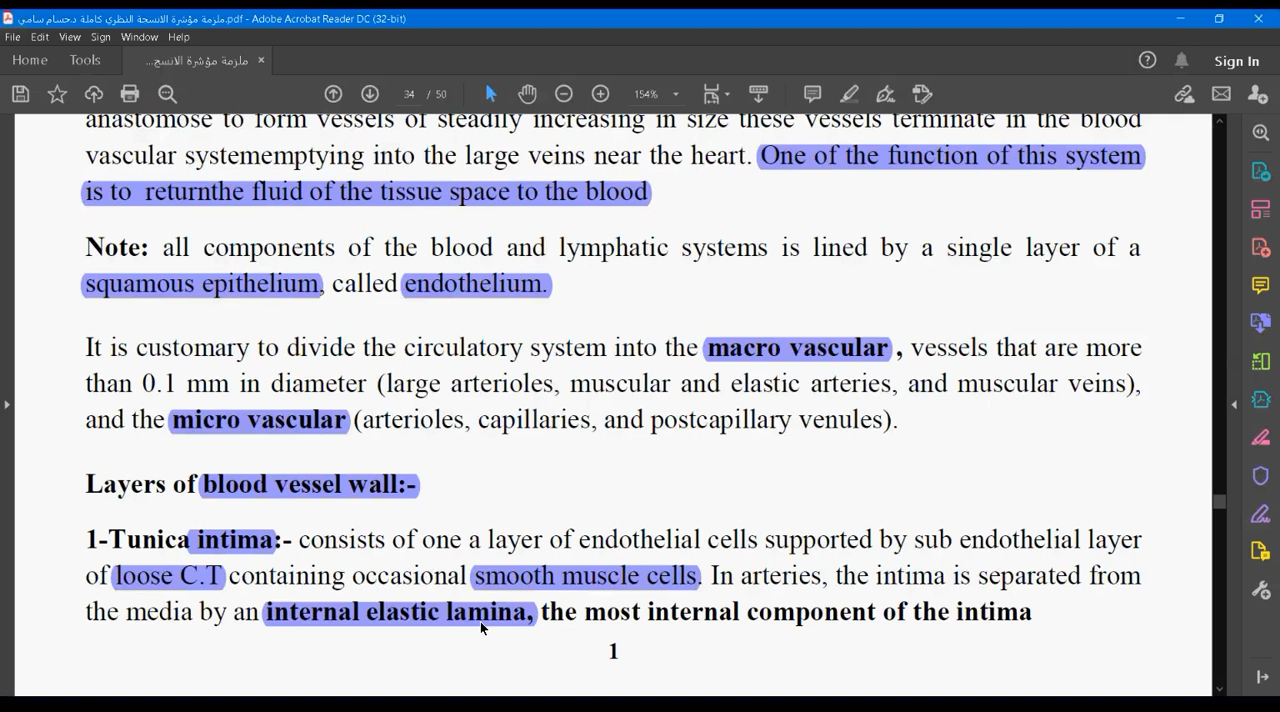 ملزمة مؤشرة الانسجة النظري كاملة د.حسام سامي.pdf - Adobe Acrobat Reader DC (32-bit)
File Edit View Sign Window Help
Home Tools ملزمة مؤشرة الانسج... × Sign In
34 / 50 154%
anastomose to form vessels of steadily increasing in size these vessels terminate in the blood
vascular systememptying into the large veins near the heart. One of the function of this system
is to returnthe fluid of the tissue space to the blood
Note: all components of the blood and lymphatic systems is lined by a single layer of a
squamous epithelium, called endothelium.
It is customary to divide the circulatory system into the macro vascular , vessels that are more
than 0.1 mm in diameter (large arterioles, muscular and elastic arteries, and muscular veins),
and the micro vascular (arterioles, capillaries, and postcapillary venules).
Layers of blood vessel wall:-
1-Tunica intima:- consists of one a layer of endothelial cells supported by sub endothelial layer
of loose C.T containing occasional smooth muscle cells. In arteries, the intima is separated from
the media by an internal elastic lamina, the most internal component of the intima
1